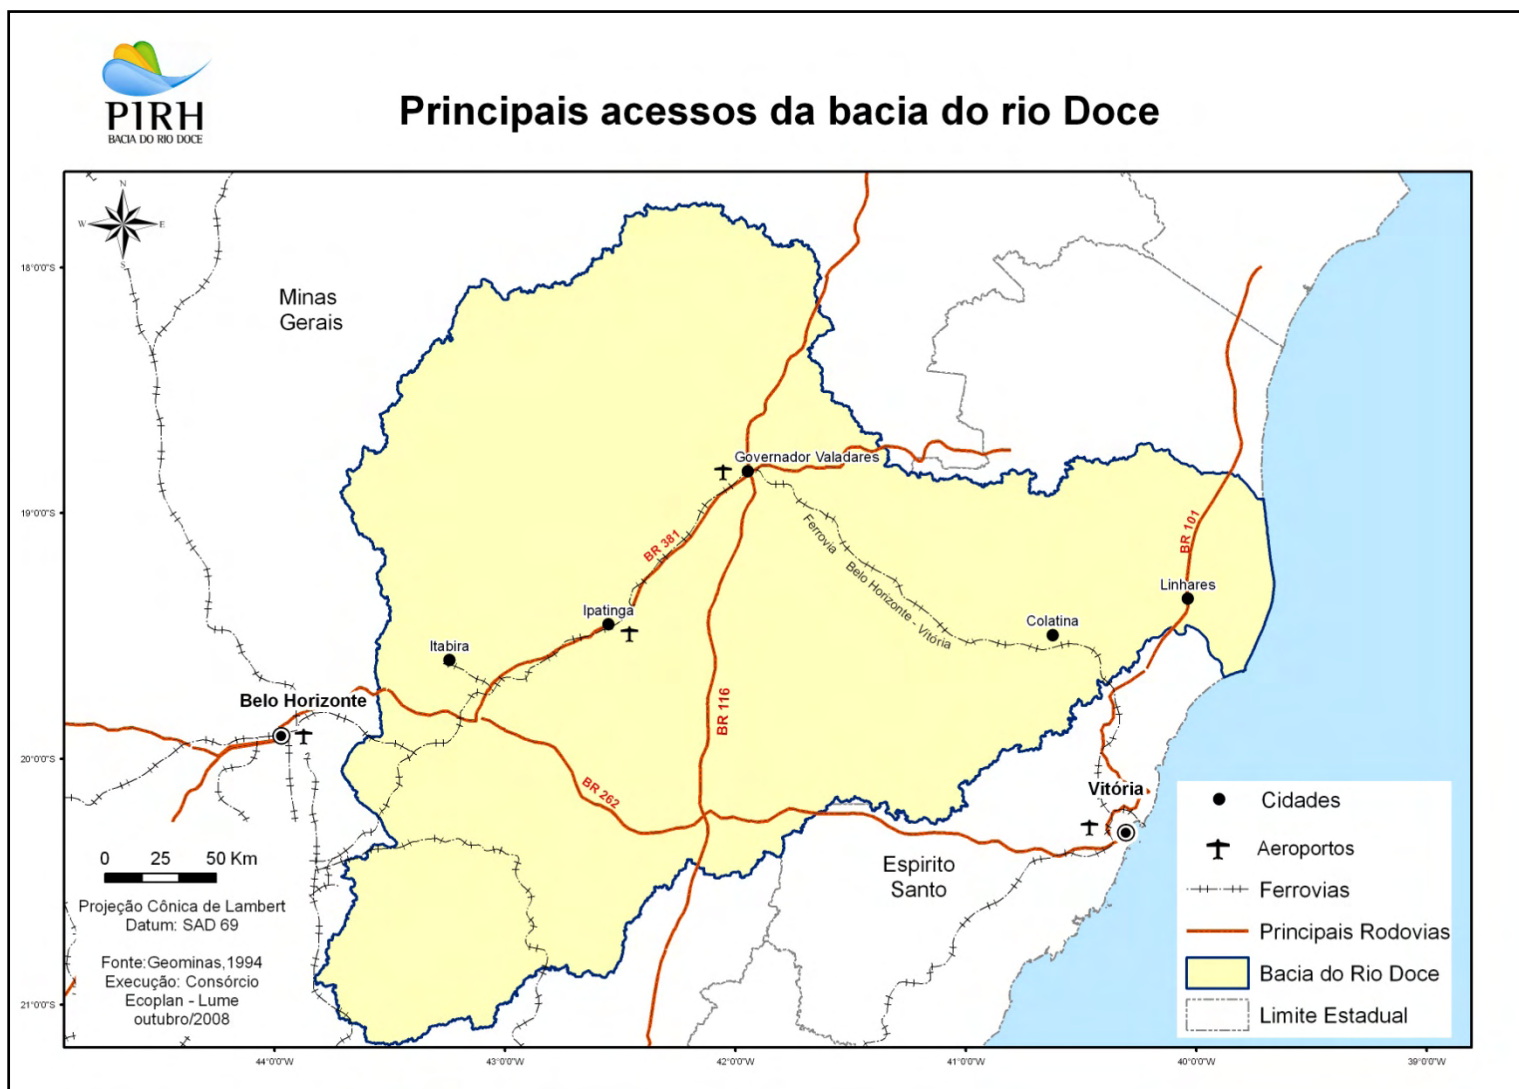 PIRH
BACIA DO RIO DOCE
Principais acessos da bacia do rio Doce
N
W
E
S
18°0'0"S
19°0'0"S
20°0'0"S
21°0'0"S
Minas
Gerais
Governador Valadares
BR 381
Ferrovia
Belo Horizonte - Vitória
BR 101
Linhares
Ipatinga
Colatina
Itabira
Belo Horizonte
BR 116
BR 262
Vitória
Espirito
Santo
0 25 50 Km
Projeção Cônica de Lambert
Datum: SAD 69
Fonte:Geominas,1994
Execução: Consórcio
Ecoplan - Lume
outubro/2008
Cidades
Aeroportos
Ferrovias
Principais Rodovias
Bacia do Rio Doce
Limite Estadual
44°0'0"W
43°0'0"W
42°0'0"W
41°0'0"W
40°0'0"W
39°0'0"W